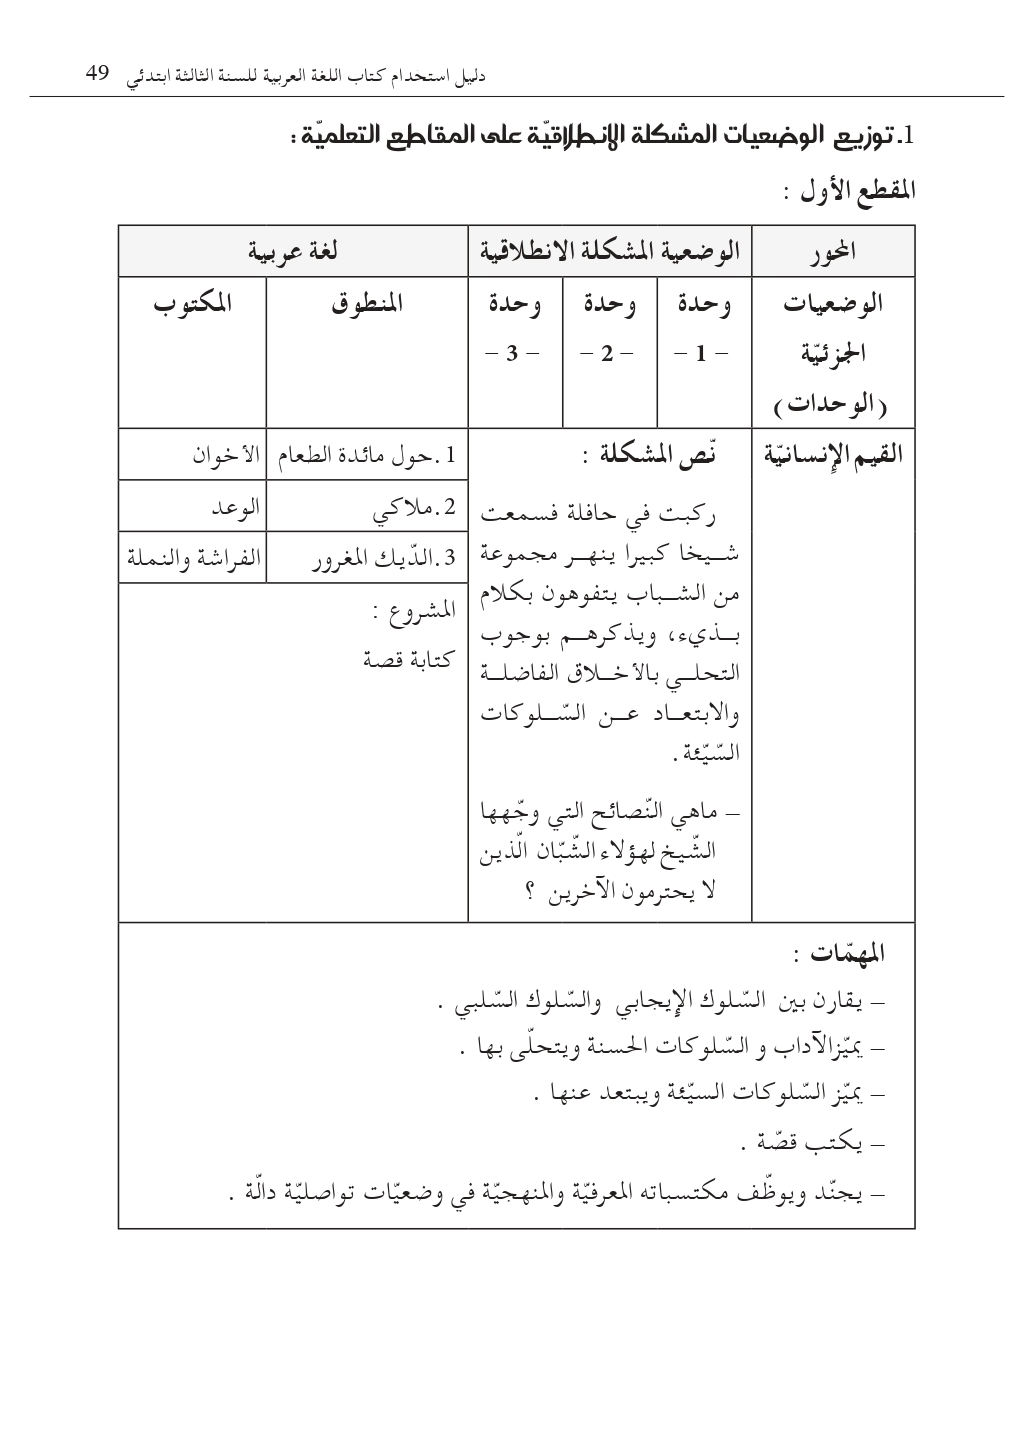 دليل استخدام كتاب اللغة العربية للسنة الثالثة ابتدئي 49
1. توزيع الوضعيات المشكلة الإنطلاقيّة على المقاطع التعلميّة :
المقطع الأول :
المحور الوضعية المشكلة الانطلاقية لغة عربية
الوضعيات وحدة وحدة وحدة المنطوق المكتوب
الجزئيّة – 1 – – 2 – – 3 –
(الوحدات)
القيم الإنسانيّة
نّص المشكلة :
ركبت في حافلة فسمعت
شيخا كبيرا ينهر مجموعة
من الشباب يتفوهون بكلام
بذيء، ويذكرهم بوجوب
التحلي بالأخلاق الفاضلة
والابتعاد عن السّلوكات
السّيّئة.
– ماهي النّصائح التي وجّهها
الشّيخ لهؤلاء الشّبّان الّذين
لا يحترمون الآخرين ؟
1.حول مائدة الطعام الأخوان
2.ملاكي الوعد
3.الدّيك المغرور الفراشة والنملة
المشروع :
كتابة قصة
المهمّات :
– يقارن بين السّلوك الإيجابي والسّلوك السّلبي .
– يميّزالآداب و السّلوكات الحسنة ويتحلّى بها .
– يميّز السّلوكات السيّئة ويبتعد عنها .
– يكتب قصّة .
– يجنّد ويوظّف مكتسباته المعرفيّة والمنهجيّة في وضعيّات تواصليّة دالّة .